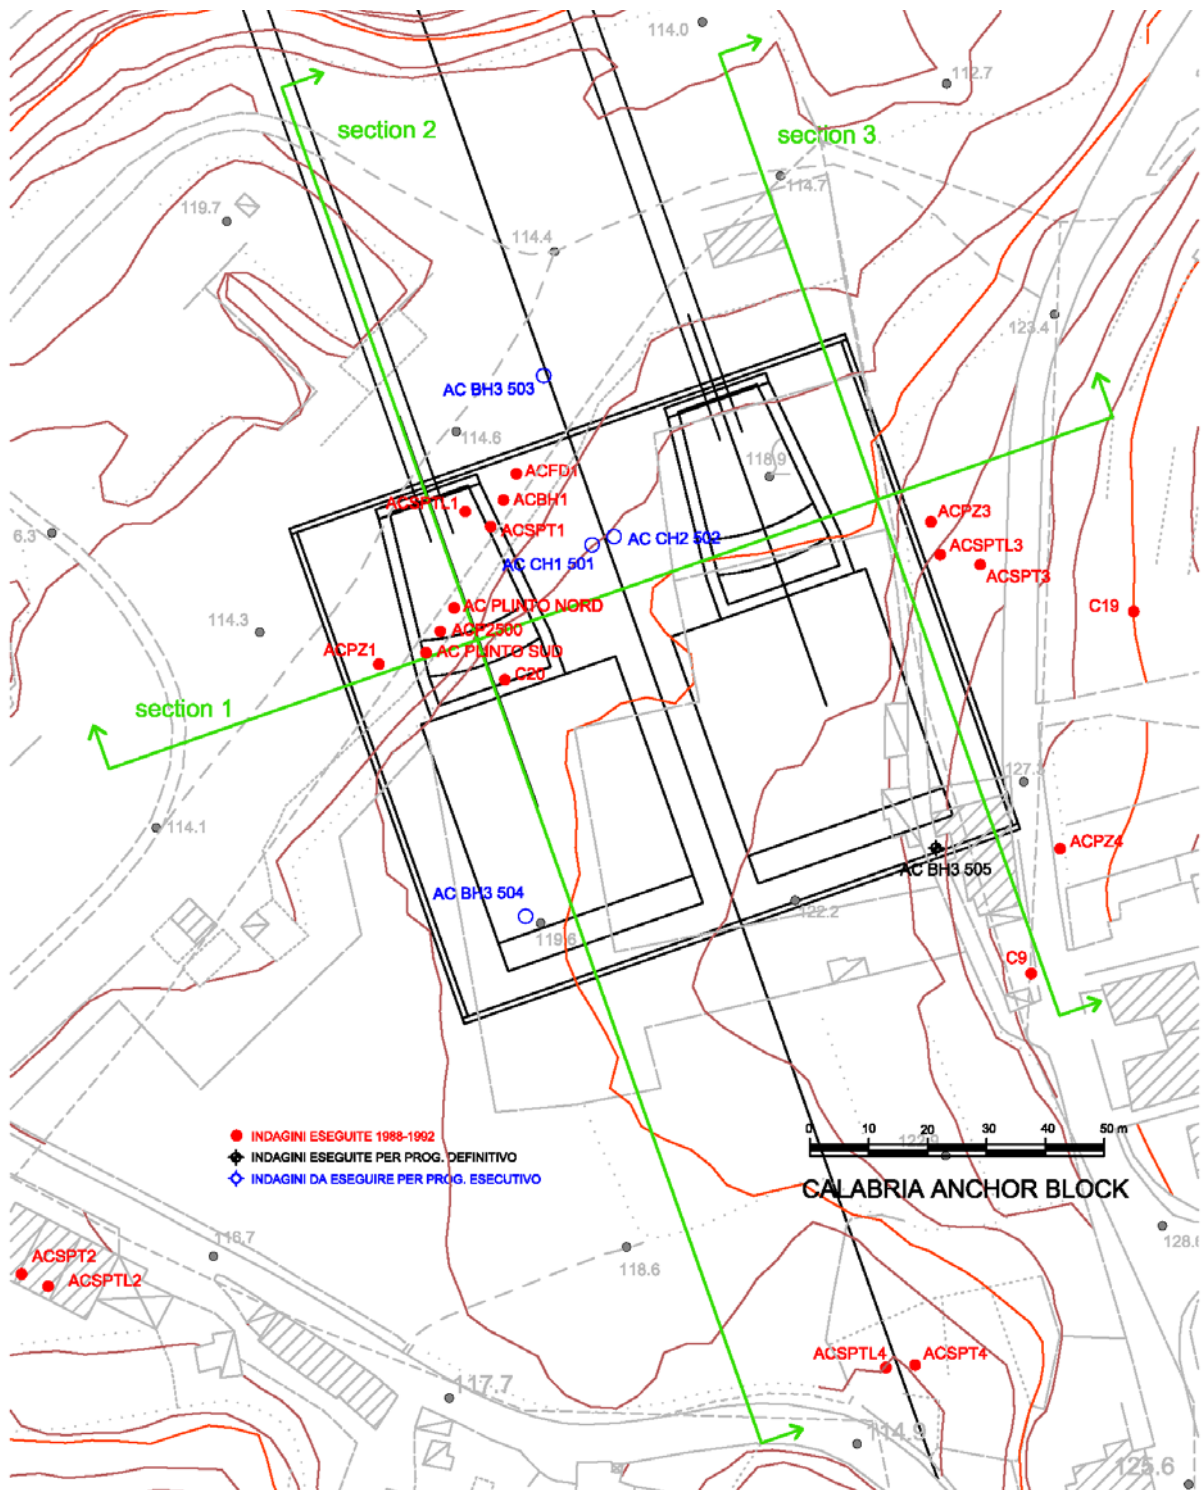 114.0
112.7
section 2
section 3
114.7
119.7
114.4
123.4
AC BH3 503
114.6
118.9
ACFD1
ACSPTL1
ACBH1
ACSPT1
ACPZ3
6.3
AC CH2 502
AC CH1 501
ACSPTL3
ACSPT3
C19
AC PLINTO NORD
114.3
ACP2500
AC PLINTO SUD
ACPZ1
C20
section 1
127.3
114.1
ACPZ4
AC BH3 505
AC BH3 504
122.2
119.6
C9
INDAGINI ESEGUITE 1988-1992
INDAGINI ESEGUITE PER PROG. DEFINITIVO
INDAGINI DA ESEGUIRE PER PROG. ESECUTIVO
0 10 20 30 40 50 m
122.9
CALABRIA ANCHOR BLOCK
128.6
116.7
118.6
ACSPT2
ACSPTL2
ACSPTL4
ACSPT4
117.7
114.9
125.6